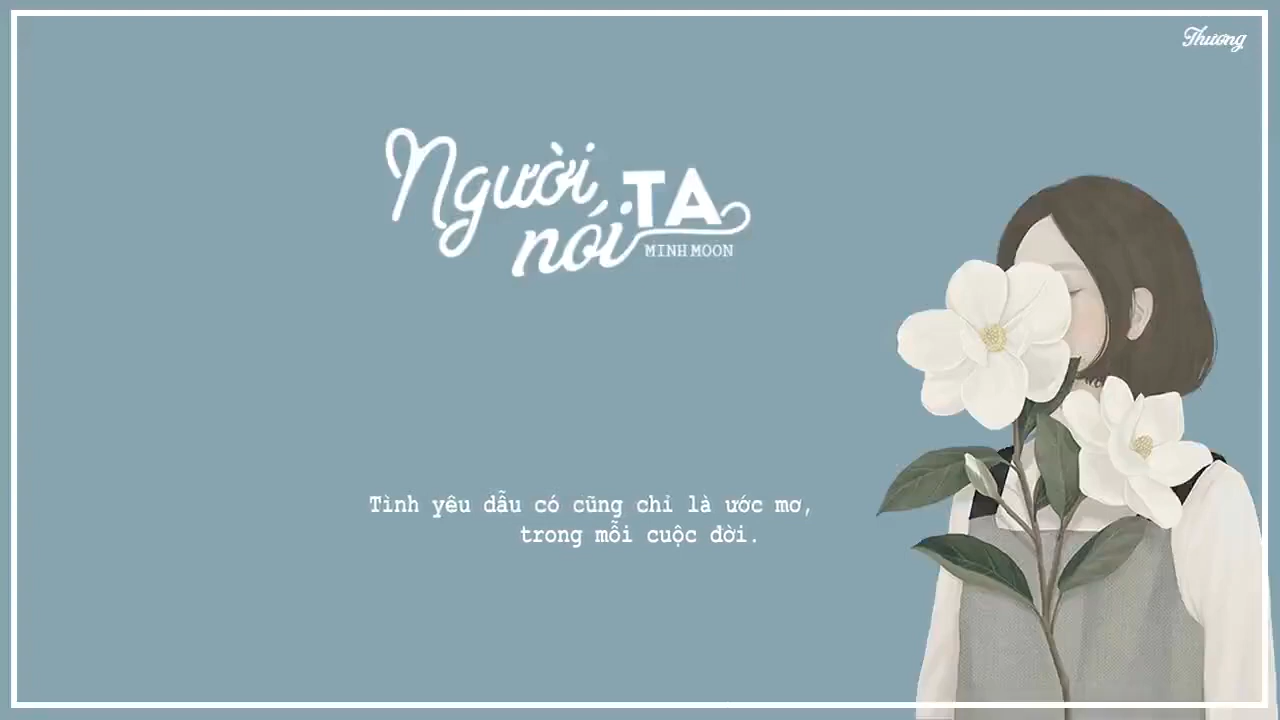 Thương
Người TA
nói
MINH MOON
Tình yêu dẫu có cũng chỉ là ước mơ,
trong mỗi cuộc đời.